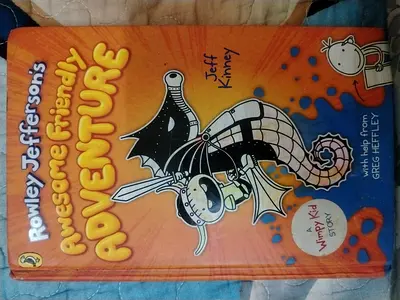 Rowley Jefferson's
Awesome Friendly
ADVENTURE
Jeff
Kinney
with help from
GREG HEFFLEY
A
Wimpy Kid
STORY